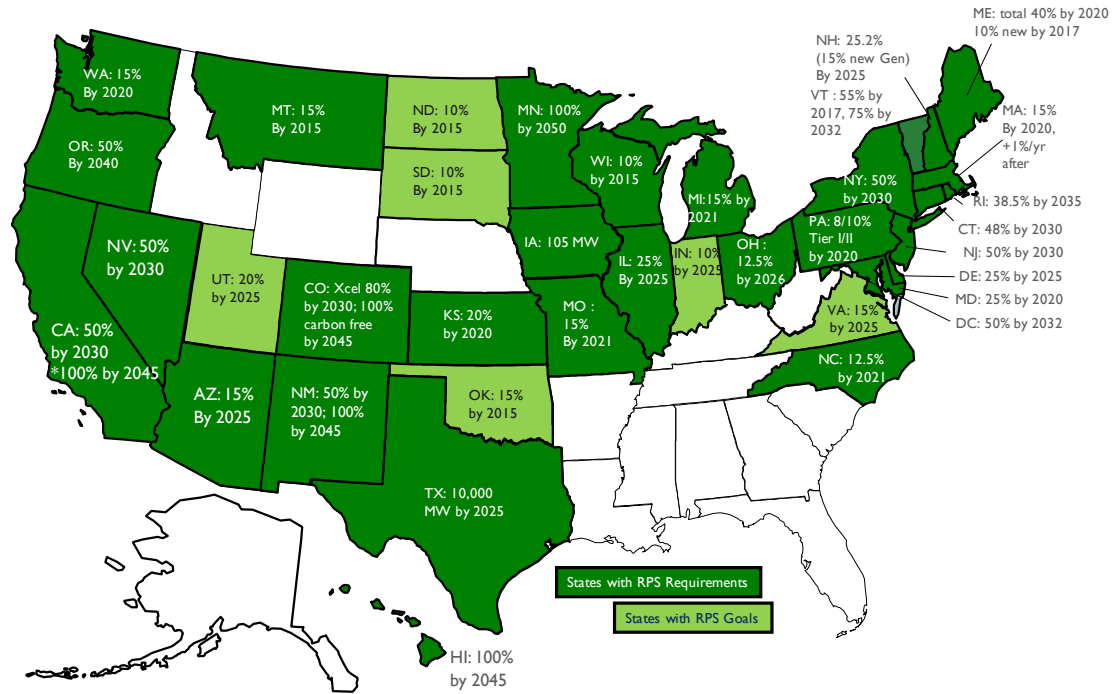 ME: total 40% by 2020
10% new by 2017
NH: 25.2%
(15% new Gen)
By 2025
VT : 55% by
2017, 75% by
2032
WA: 15%
By 2020
MT: 15%
By 2015
ND: 10%
By 2015
MN: 100%
by 2050
MA: 15%
By 2020,
+1%/yr
after
OR: 50%
By 2040
SD: 10%
By 2015
WI: 10%
by 2015
MI:15% by
2021
NY: 50%
by 2030
RI: 38.5% by 2035
CT: 48% by 2030
NJ: 50% by 2030
DE: 25% by 2025
MD: 25% by 2020
DC: 50% by 2032
PA: 8/10%
Tier I/II
by 2020
NV: 50%
by 2030
UT: 20%
by 2025
CO: Xcel 80%
by 2030; 100%
carbon free
by 2045
IA: 105 MW
IL: 25%
By 2025
IN: 10%
by 2025
OH :
12.5%
by 2026
KS: 20%
by 2020
MO :
15%
By 2021
VA: 15%
by 2025
CA: 50%
by 2030
*100% by 2045
NC: 12.5%
by 2021
AZ: 15%
By 2025
NM: 50% by
2030; 100%
by 2045
OK: 15%
by 2015
TX: 10,000
MW by 2025
States with RPS Requirements
States with RPS Goals
HI: 100%
by 2045